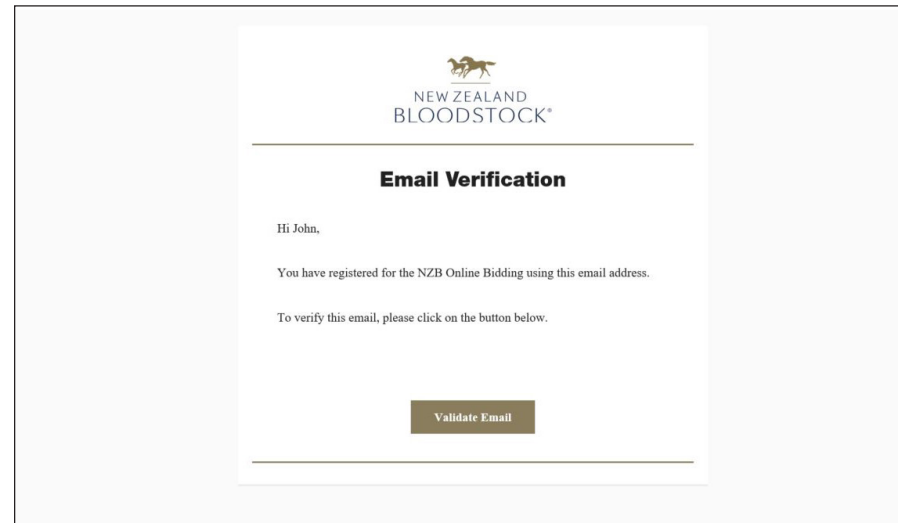 NEW ZEALAND
BLOODSTOCK®
Email Verification
Hi John,
You have registered for the NZB Online Bidding using this email address.
To verify this email, please click on the button below.
Validate Email